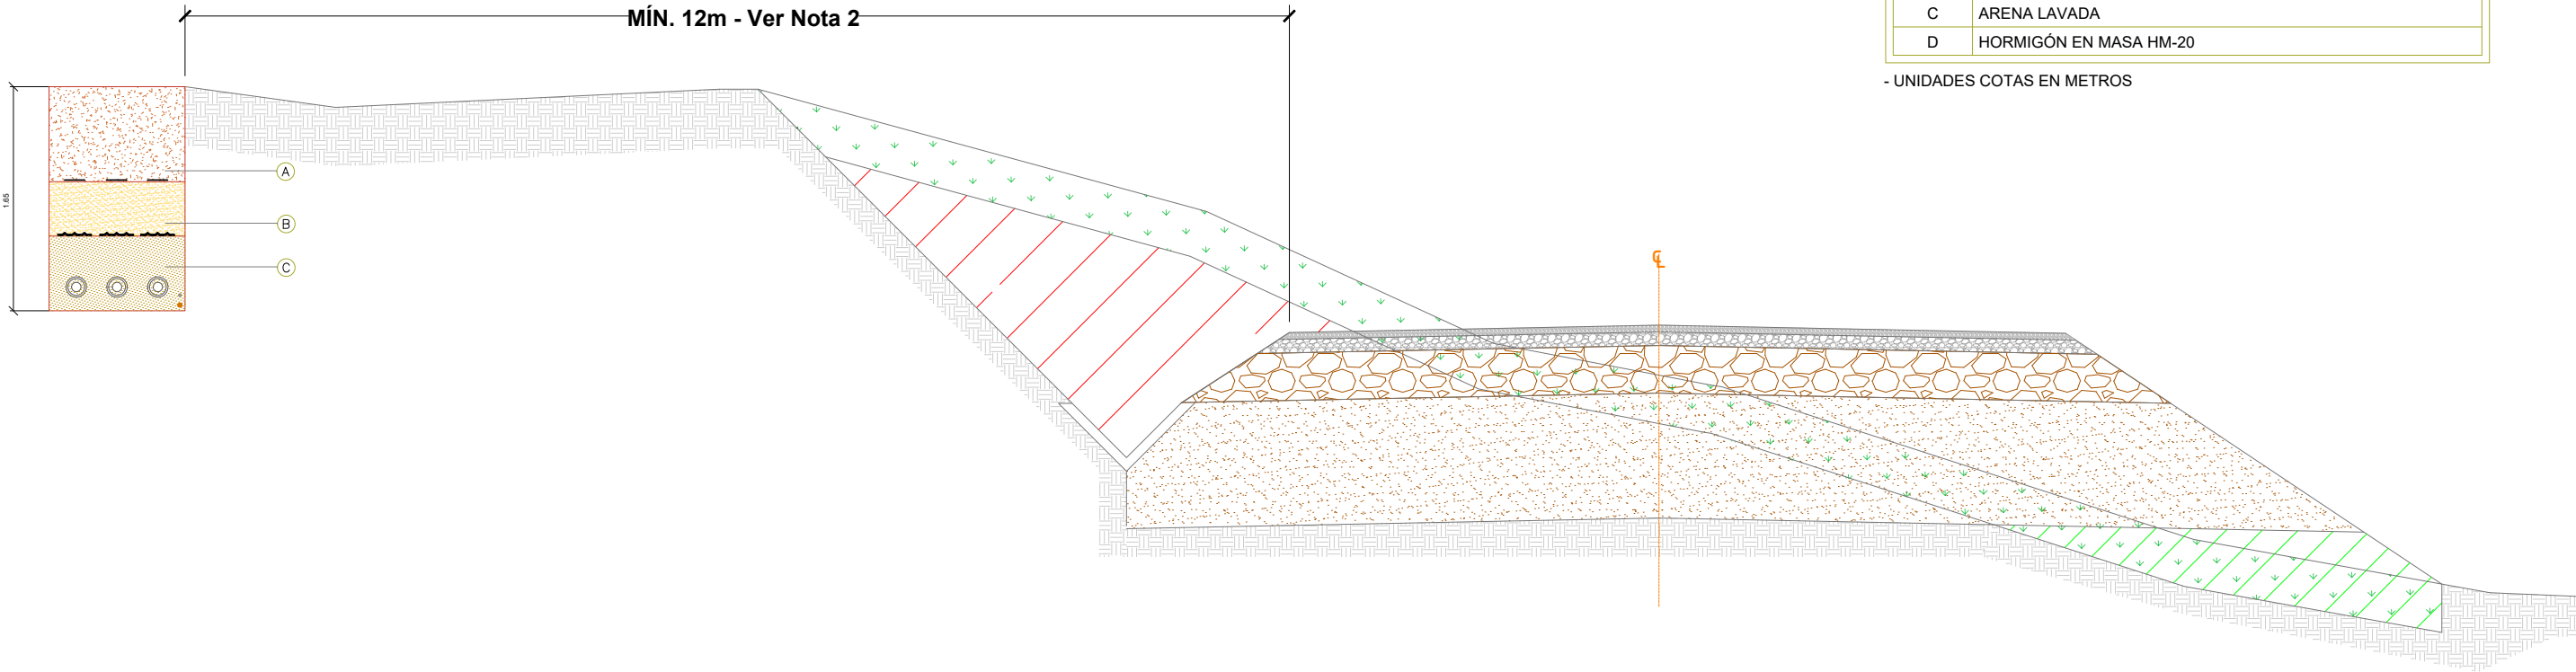 MÍN. 12m - Ver Nota 2
C ARENA LAVADA
D HORMIGÓN EN MASA HM-20
- UNIDADES COTAS EN METROS
A
B
C
1.65
℄